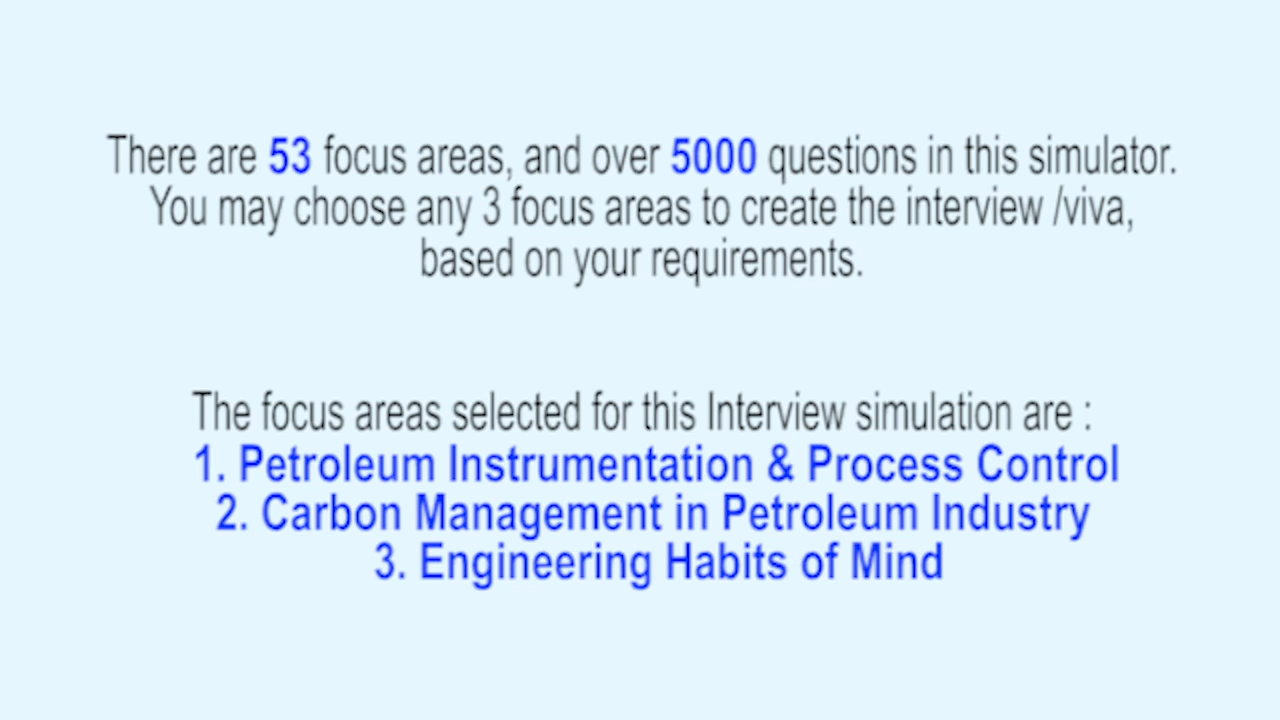 There are 53 focus areas, and over 5000 questions in this simulator.
You may choose any 3 focus areas to create the interview /viva,
based on your requirements.
The focus areas selected for this Interview simulation are :
1. Petroleum Instrumentation & Process Control
2. Carbon Management in Petroleum Industry
3. Engineering Habits of Mind